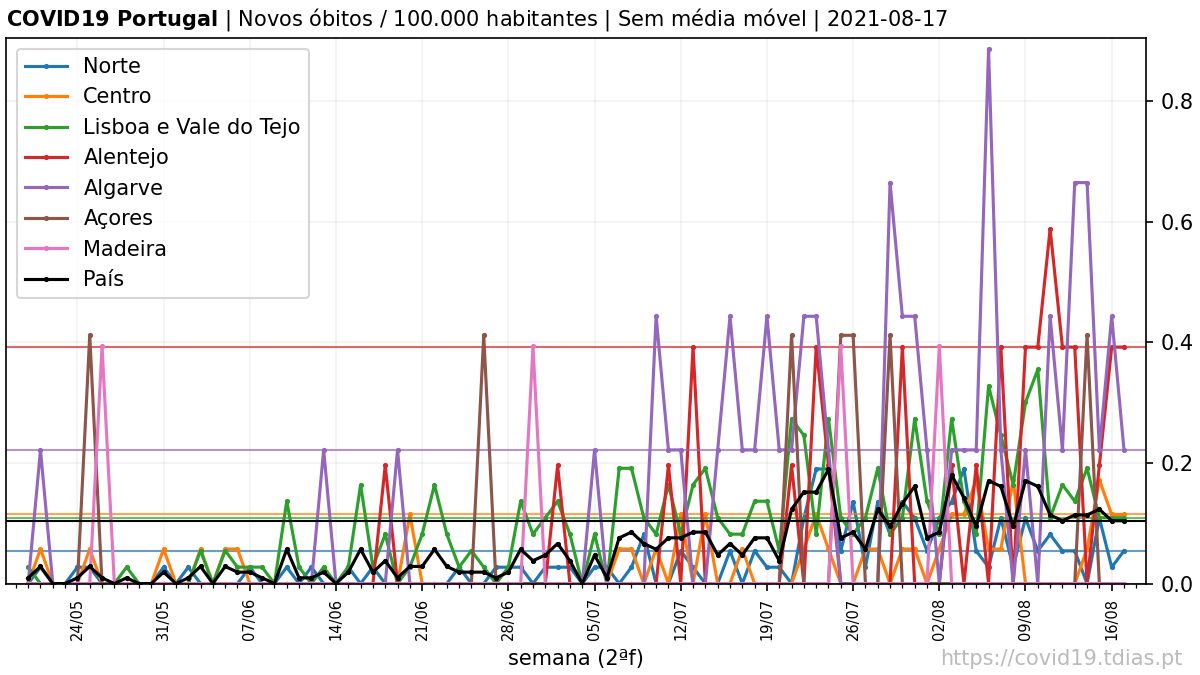 COVID19 Portugal | Novos óbitos / 100.000 habitantes | Sem média móvel | 2021-08-17
Norte
Centro
Lisboa e Vale do Tejo
Alentejo
Algarve
Açores
Madeira
País
0.8
0.6
0.4
0.2
0.0
24/05
31/05
07/06
14/06
21/06
28/06
05/07
12/07
19/07
26/07
02/08
09/08
16/08
semana (2ªf)
https://covid19.tdias.pt